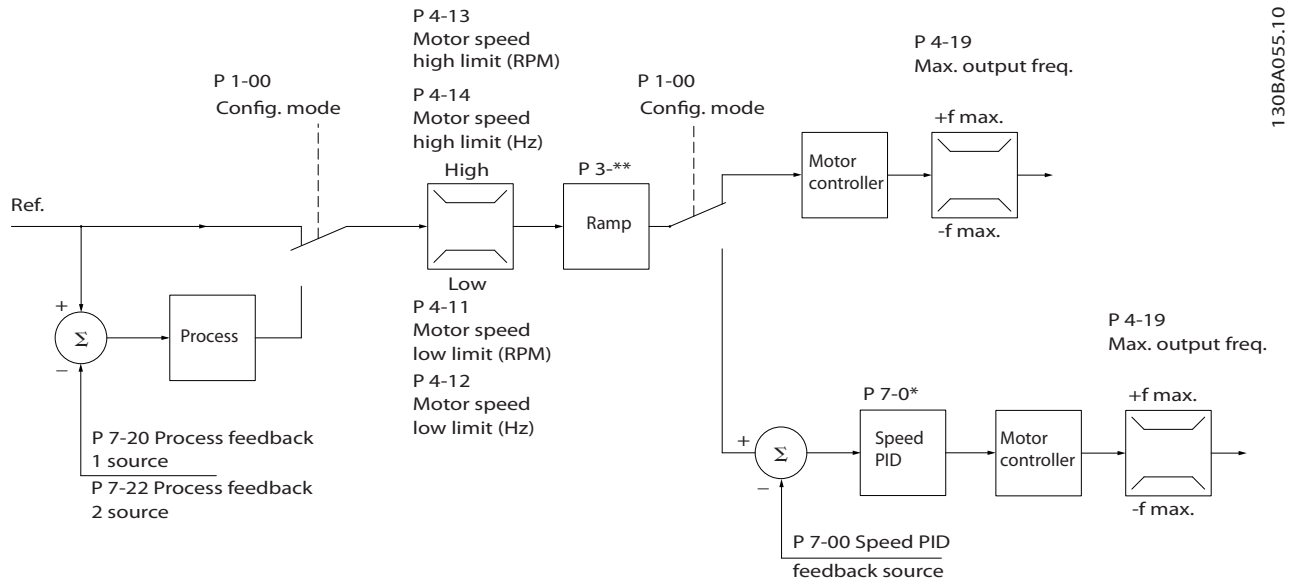 P 4-13
Motor speed
high limit (RPM)
P 4-14
Motor speed
high limit (Hz)
High
P 1-00
Config. mode
P 1-00
Config. mode
P 4-19
Max. output freq.
130BA055.10
+f max.
Motor
controller
-f max.
P 3-**
Ramp
Ref.
Low
P 4-11
Motor speed
low limit (RPM)
P 4-12
Motor speed
low limit (Hz)
+
Σ
−
Process
P 7-20 Process feedback
1 source
P 7-22 Process feedback
2 source
P 4-19
Max. output freq.
+f max.
P 7-0*
+
Σ
−
Speed
PID
Motor
controller
-f max.
P 7-00 Speed PID
feedback source